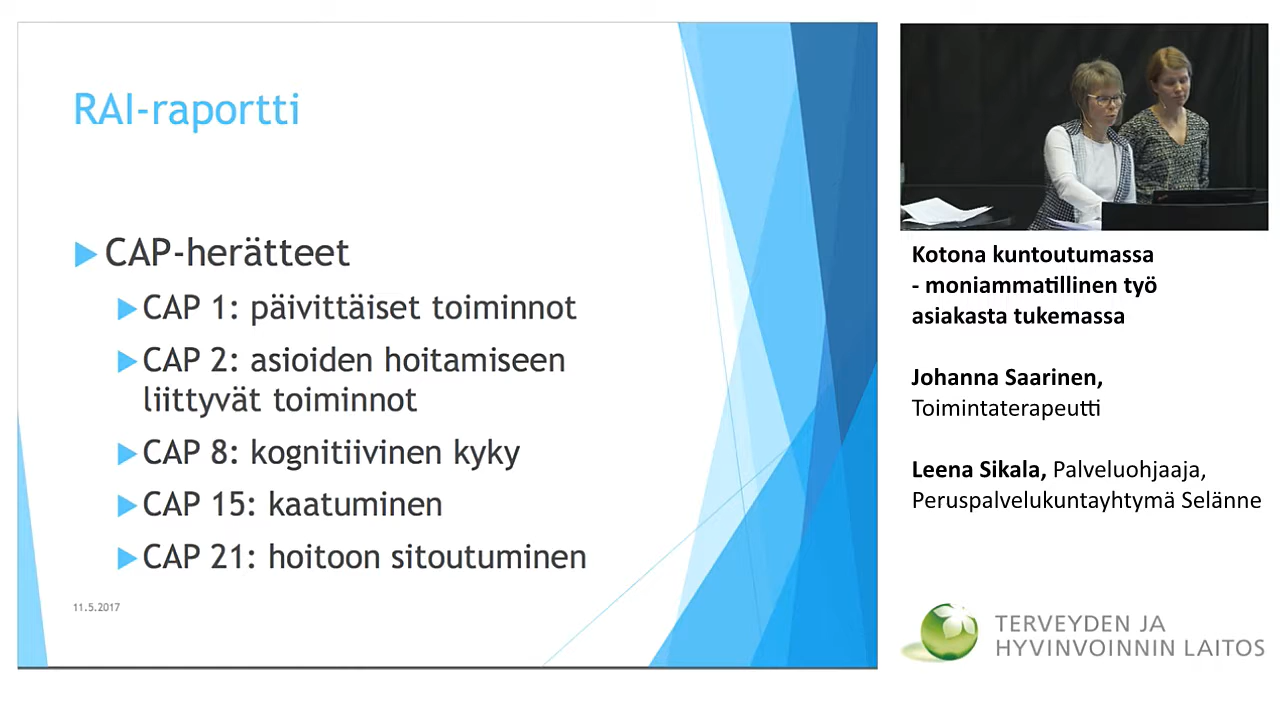 RAI-raportti
CAP-herätteet
CAP 1: päivittäiset toiminnot
CAP 2: asioiden hoitamiseen
liittyvät toiminnot
CAP 8: kognitiivinen kyky
CAP 15: kaatuminen
CAP 21: hoitoon sitoutuminen
11.5.2017
Kotona kuntoutumassa
- moniammatillinen työ
asiakasta tukemassa
Johanna Saarinen,
Toimintaterapeutti
Leena Sikala, Palveluohjaaja,
Peruspalvelukuntayhtymä Selänne
TERVEYDEN JA
HYVINVOINNIN LAITOS